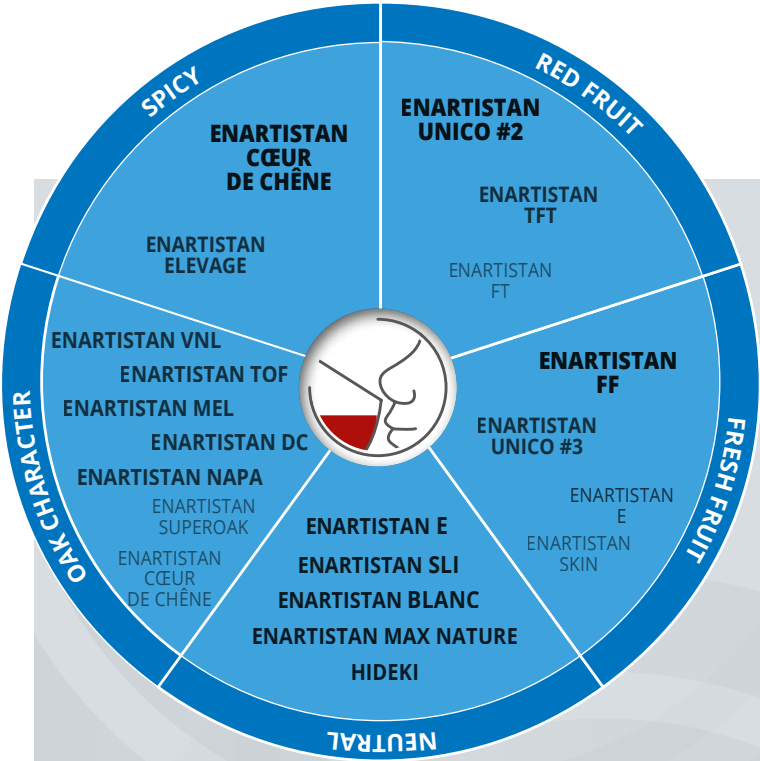 SPICY
ENARTISTAN
CŒUR
DE CHÊNE
ENARTISTAN
ELEVAGE
RED FRUIT
ENARTISTAN
UNICO #2
ENARTISTAN
TFT
ENARTISTAN
FT
FRESH FRUIT
ENARTISTAN
FF
ENARTISTAN
UNICO #3
ENARTISTAN
E
ENARTISTAN
SKIN
NEUTRAL
ENARTISTAN E
ENARTISTAN SLI
ENARTISTAN BLANC
ENARTISTAN MAX NATURE
HIDEKI
OAK CHARACTER
ENARTISTAN VNL
ENARTISTAN TOF
ENARTISTAN MEL
ENARTISTAN DC
ENARTISTAN NAPA
ENARTISTAN
SUPEROAK
ENARTISTAN
CŒUR
DE CHÊNE